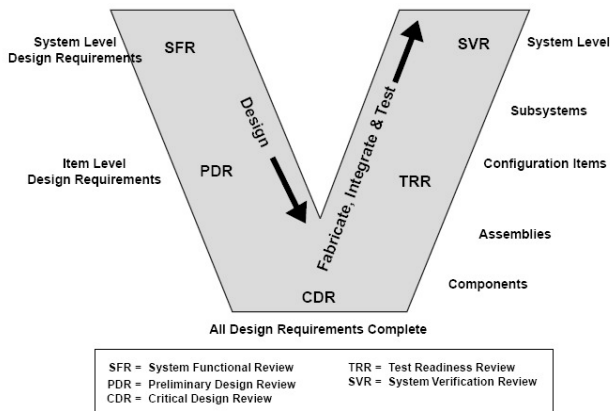 System Level
Design Requirements
SFR
SVR
System Level
Design
Fabricate, Integrate & Test
Subsystems
Item Level
Design Requirements
PDR
TRR
Configuration Items
Assemblies
Components
CDR
All Design Requirements Complete
SFR = System Functional Review
PDR = Preliminary Design Review
CDR = Critical Design Review
TRR = Test Readiness Review
SVR = System Verification Review